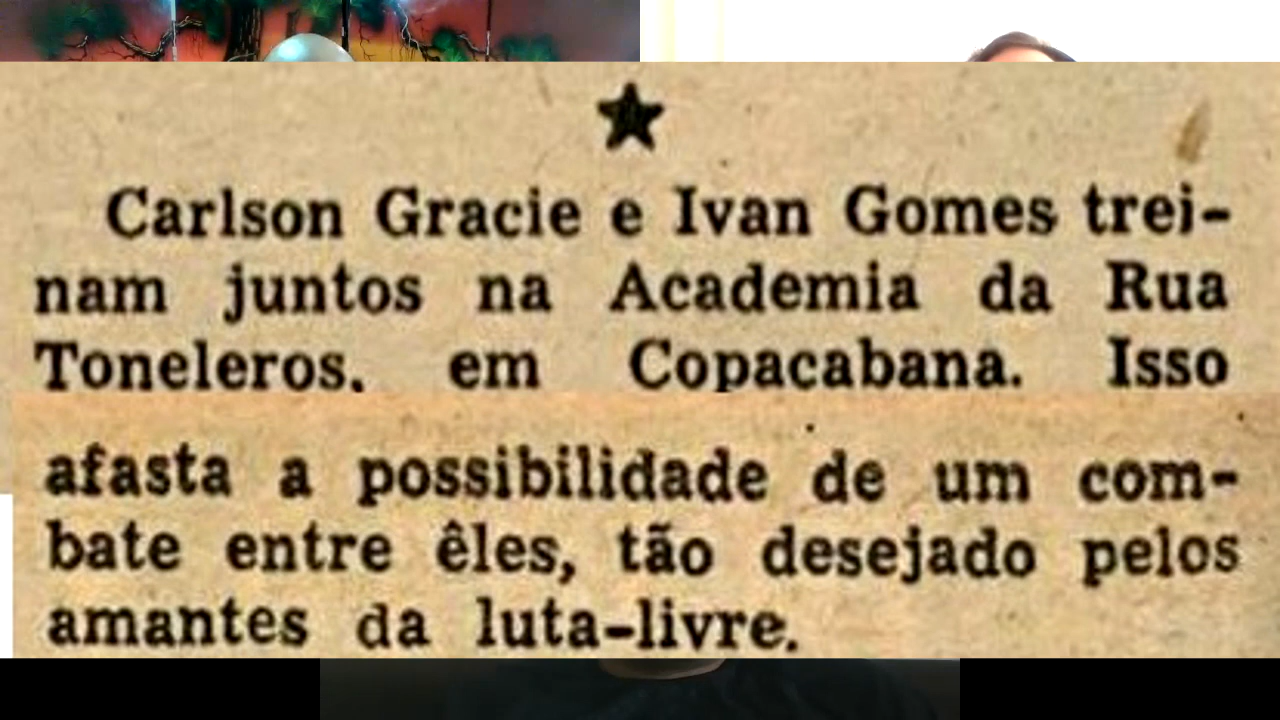 Carlson Gracie e Ivan Gomes trei-
nam juntos na Academia da Rua
Toneleros, em Copacabana. Isso
afasta a possibilidade de um com-
bate entre êles, tão desejado pelos
amantes da luta-livre.